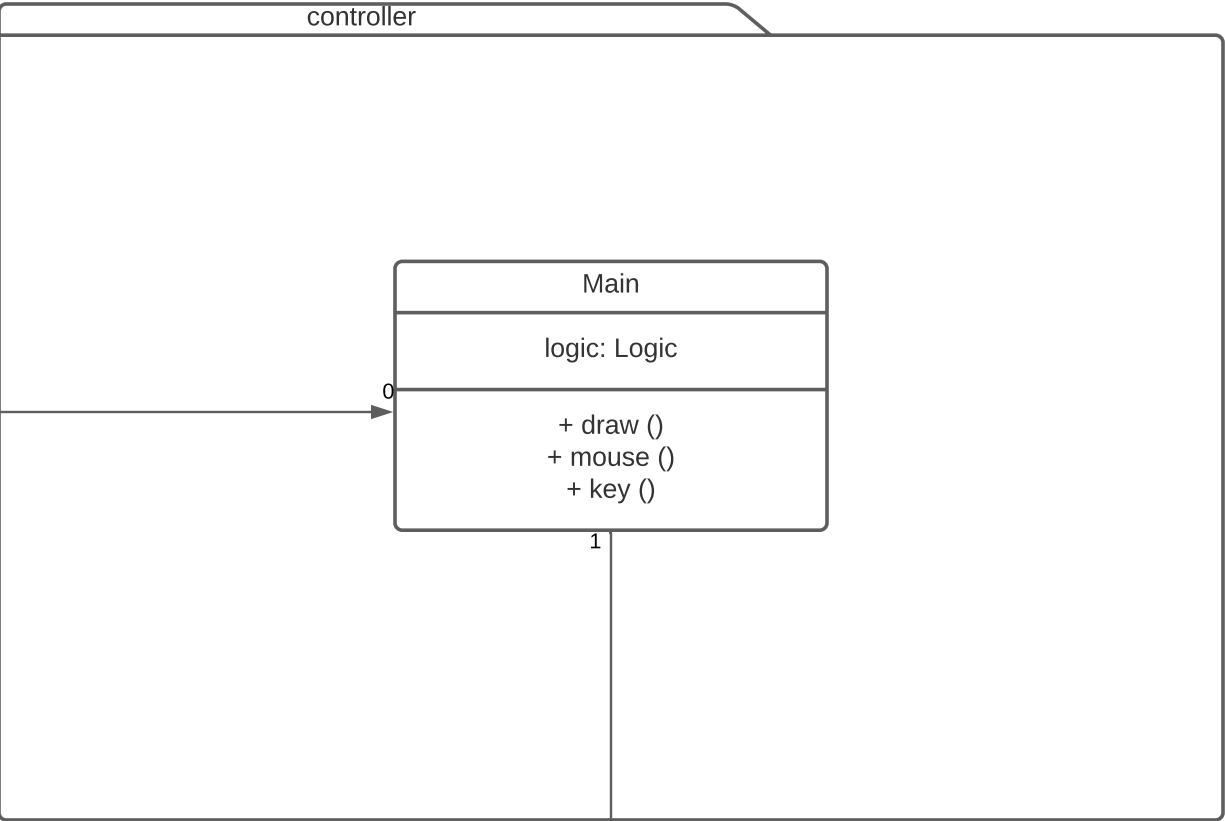 controller
Main
logic: Logic
0
+ draw ()
+ mouse ()
+ key ()
1